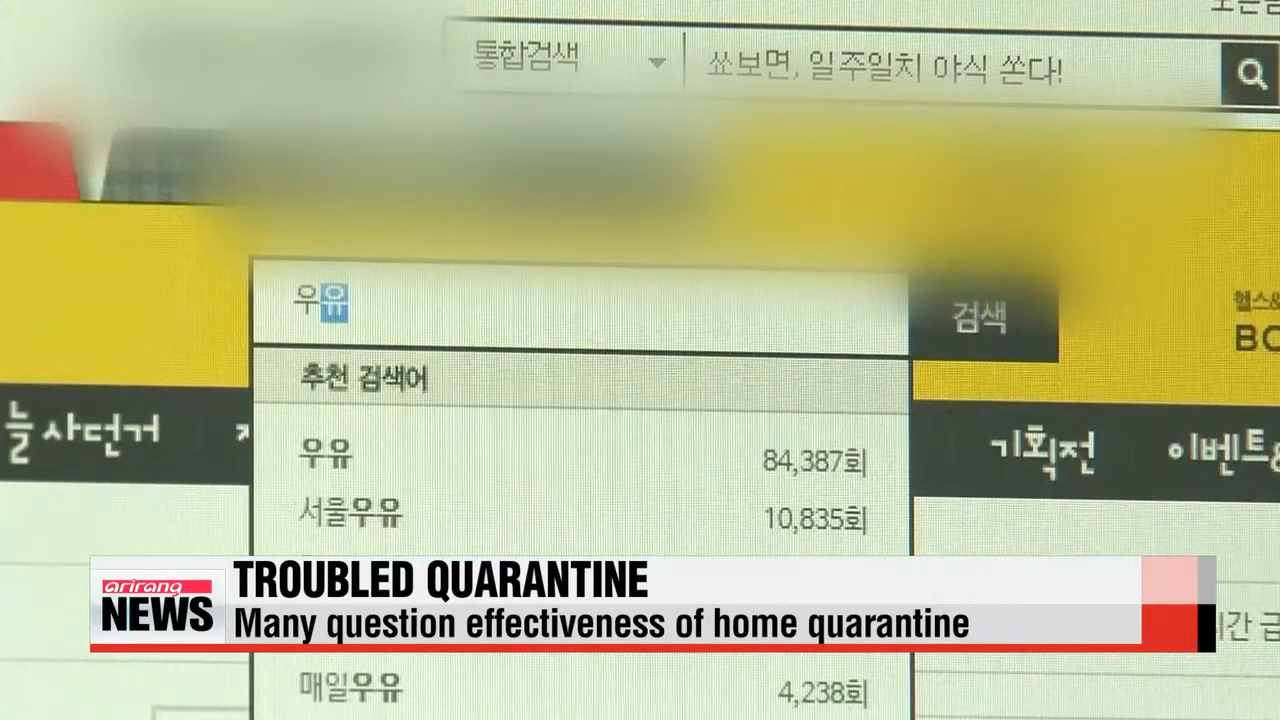 통합검색
쑈보면, 일주일치 야식 쏜다!
우유
검색
추천 검색어
늘 사던거
기획전
이벤트&
우유 84,387회
서울우유 10,835회
arirang
NEWS
TROUBLED QUARANTINE
Many question effectiveness of home quarantine
매일우유 4,238회